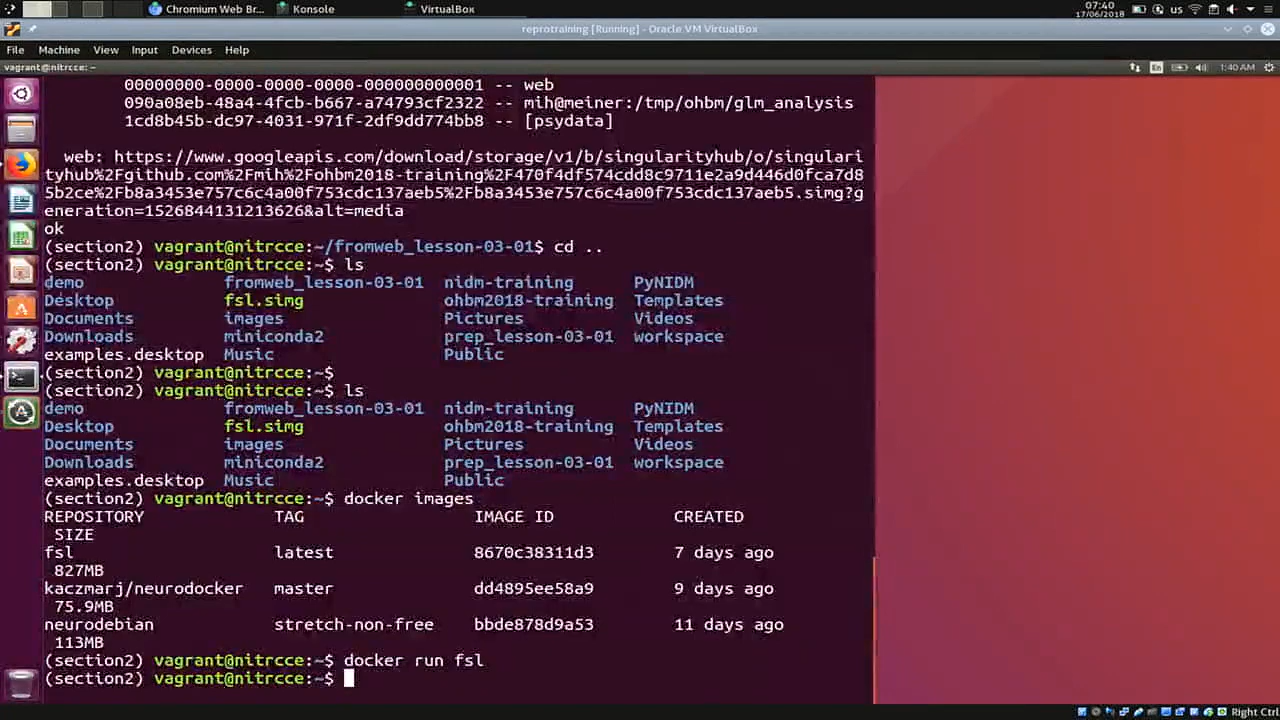 Chromium Web Br...
Konsole
VirtualBox
07:40
17/06/2018
us
reprotraining [Running] - Oracle VM VirtualBox
File Machine View Input Devices Help
vagrant@nitrcce: ~
En
1:40 AM
00000000-0000-0000-0000-000000000001 -- web
090a08eb-48a4-4fcb-b667-a74793cf2322 -- mih@meiner:/tmp/ohbm/glm_analysis
1cd8b45b-dc97-4031-971f-2df9dd774bb8 -- [psydata]
web: https://www.googleapis.com/download/storage/v1/b/singularityhub/o/singulari
tyhub%2Fgithub.com%2Fmih%2Fohbm2018-training%2F470f4df574cdd8c9711e2a9d446d0fca7d8
5b2ce%2Fb8a3453e757c6c4a00f753cdc137aeb5%2Fb8a3453e757c6c4a00f753cdc137aeb5.simg?g
eneration=1526844131213626&alt=media
ok
(section2) vagrant@nitrcce:~/fromweb_lesson-03-01$ cd ..
(section2) vagrant@nitrcce:~$ ls
demo fromweb_lesson-03-01 nidm-training PyNIDM
Desktop fsl.simg ohbm2018-training Templates
Documents images Pictures Videos
Downloads miniconda2 prep_lesson-03-01 workspace
examples.desktop Music Public
(section2) vagrant@nitrcce:~$
(section2) vagrant@nitrcce:~$ ls
demo fromweb_lesson-03-01 nidm-training PyNIDM
Desktop fsl.simg ohbm2018-training Templates
Documents images Pictures Videos
Downloads miniconda2 prep_lesson-03-01 workspace
examples.desktop Music Public
(section2) vagrant@nitrcce:~$ docker images
REPOSITORY TAG IMAGE ID CREATED
SIZE
fsl latest 8670c38311d3 7 days ago
827MB
kaczmarj/neurodocker master dd4895ee58a9 9 days ago
75.9MB
neurodebian stretch-non-free bbde878d9a53 11 days ago
113MB
(section2) vagrant@nitrcce:~$ docker run fsl
(section2) vagrant@nitrcce:~$
Right Ctrl